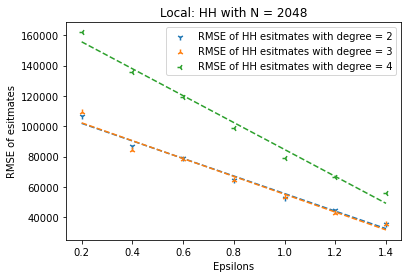 Local: HH with N = 2048
RMSE of HH esitmates with degree = 2
RMSE of HH esitmates with degree = 3
RMSE of HH esitmates with degree = 4
RMSE of esitmates
160000
140000
120000
100000
80000
60000
40000
0.2 0.4 0.6 0.8 1.0 1.2 1.4
Epsilons